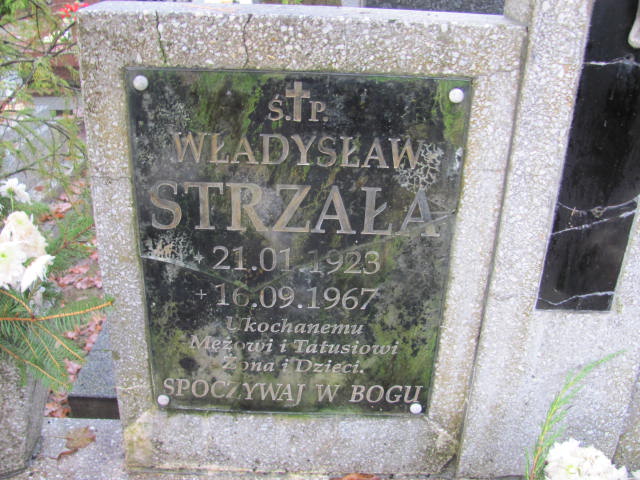 Ś.†P.
WŁADYSŁAW
STRZAŁA
* 21.01.1923
+ 16.09.1967
Ukochanemu
Mężowi i Tatusiowi
Żona i Dzieci.
SPOCZYWAJ W BOGU